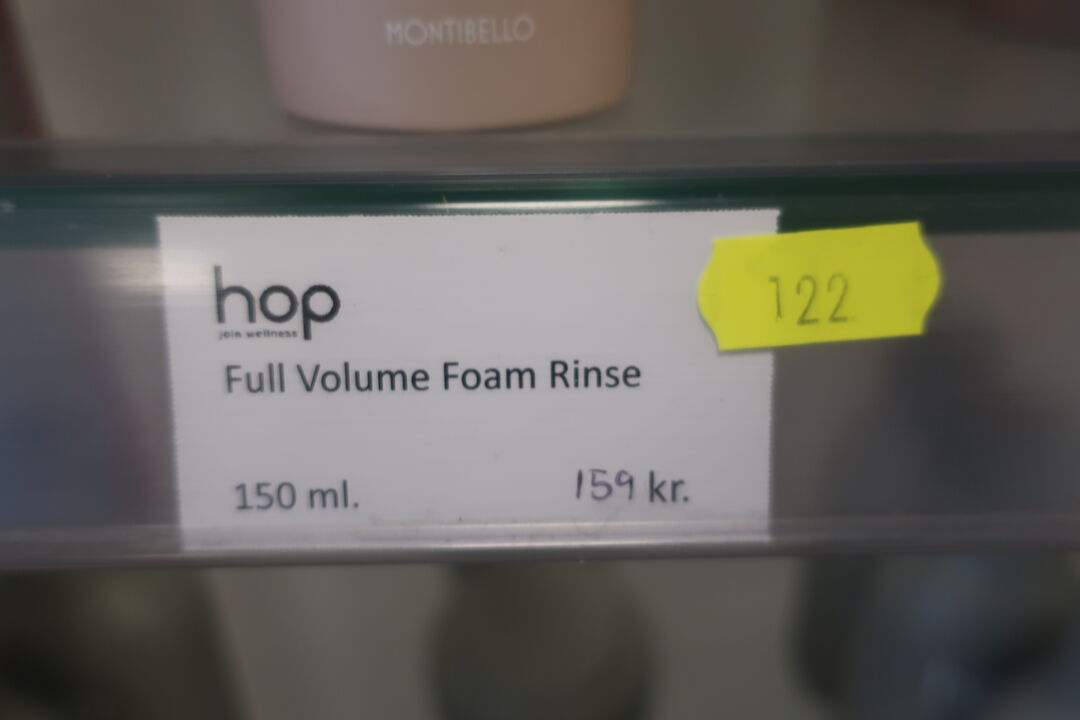 MONTIBELLO
hop
join wellness
122
Full Volume Foam Rinse
150 ml.
159 kr.